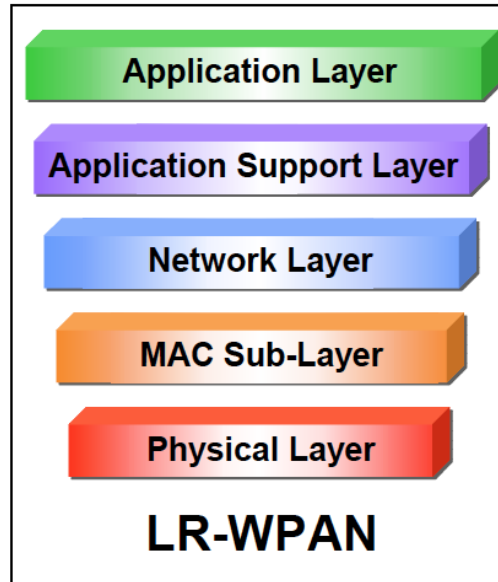 Application Layer
Application Support Layer
Network Layer
MAC Sub-Layer
Physical Layer
LR-WPAN